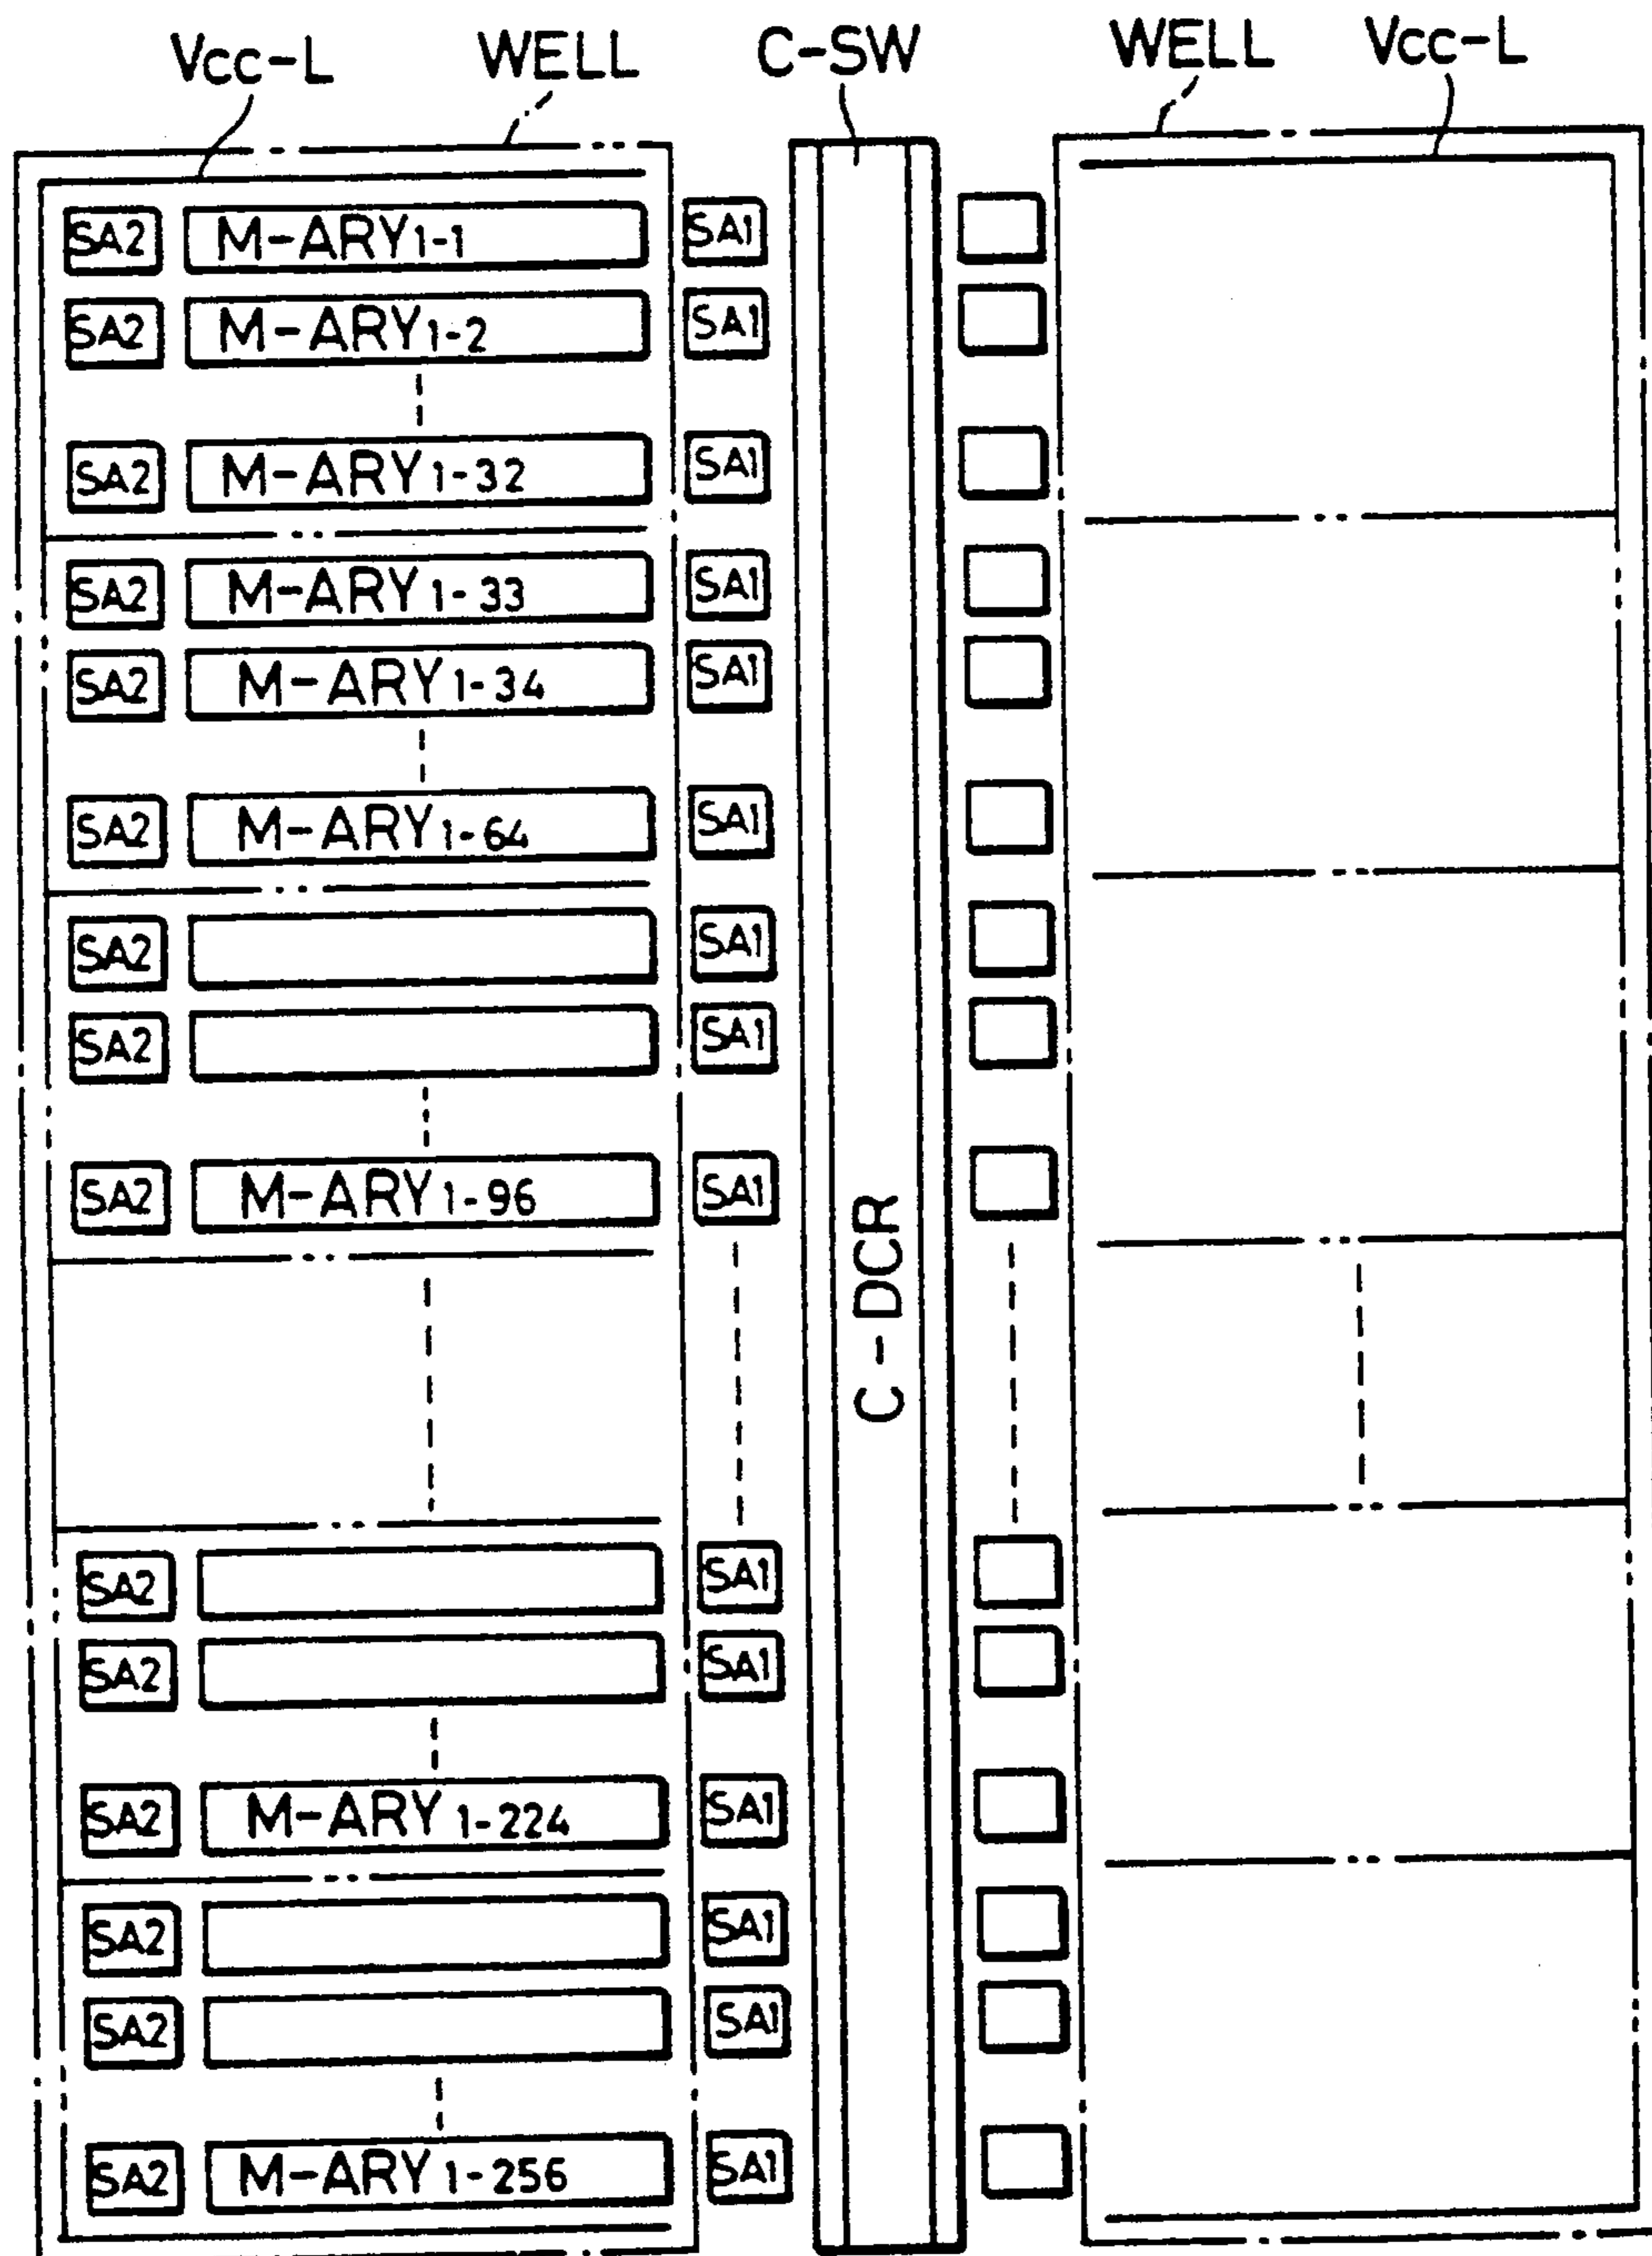 Vcc-L WELL C-SW WELL Vcc-L
SA2 M-ARY1-1 SA1
SA2 M-ARY1-2 SA1
SA2 M-ARY1-32 SA1
SA2 M-ARY1-33 SA1
SA2 M-ARY1-34 SA1
SA2 M-ARY1-64 SA1
SA2 SA1
SA2 SA1
SA2 M-ARY1-96 SA1
C-DCR
SA2 SA1
SA2 SA1
SA2 M-ARY1-224 SA1
SA2 SA1
SA2 SA1
SA2 M-ARY1-256 SA1